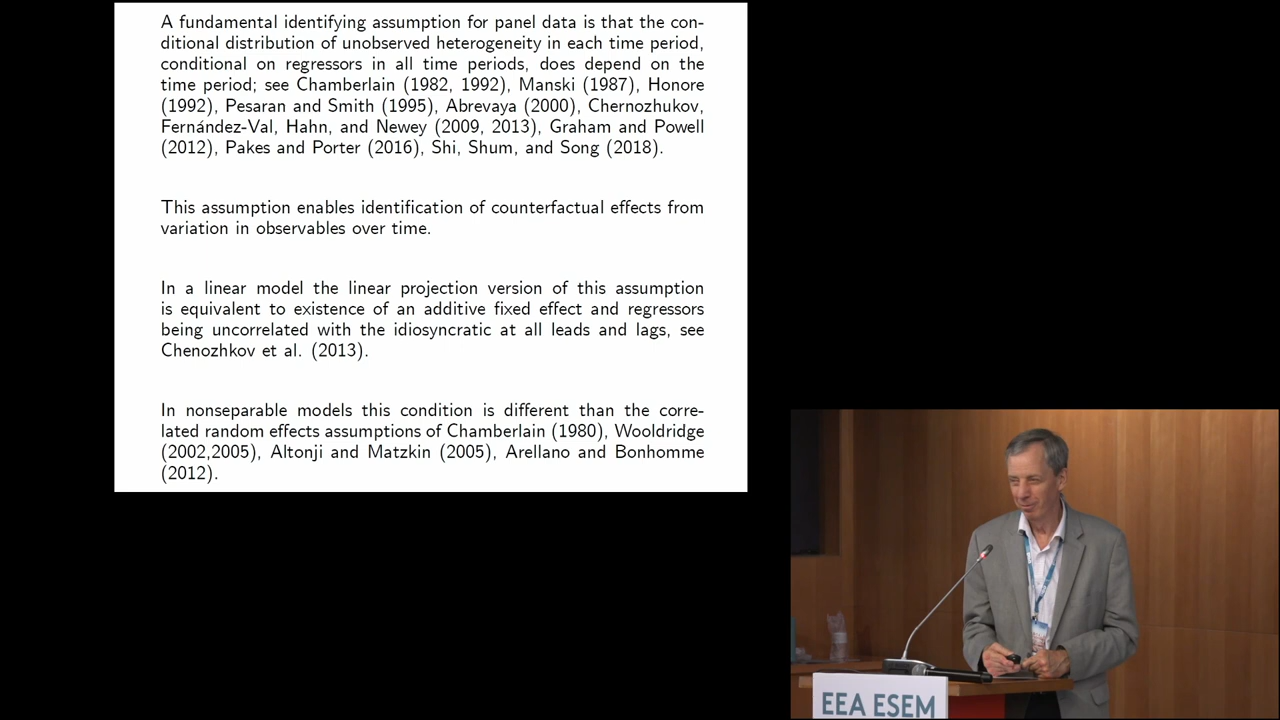 A fundamental identifying assumption for panel data is that the con-
ditional distribution of unobserved heterogeneity in each time period,
conditional on regressors in all time periods, does depend on the
time period; see Chamberlain (1982, 1992), Manski (1987), Honore
(1992), Pesaran and Smith (1995), Abrevaya (2000), Chernozhukov,
Fernández-Val, Hahn, and Newey (2009, 2013), Graham and Powell
(2012), Pakes and Porter (2016), Shi, Shum, and Song (2018).
This assumption enables identification of counterfactual effects from
variation in observables over time.
In a linear model the linear projection version of this assumption
is equivalent to existence of an additive fixed effect and regressors
being uncorrelated with the idiosyncratic at all leads and lags, see
Chenozhkov et al. (2013).
In nonseparable models this condition is different than the corre-
lated random effects assumptions of Chamberlain (1980), Wooldridge
(2002,2005), Altonji and Matzkin (2005), Arellano and Bonhomme
(2012).
EEA ESEM